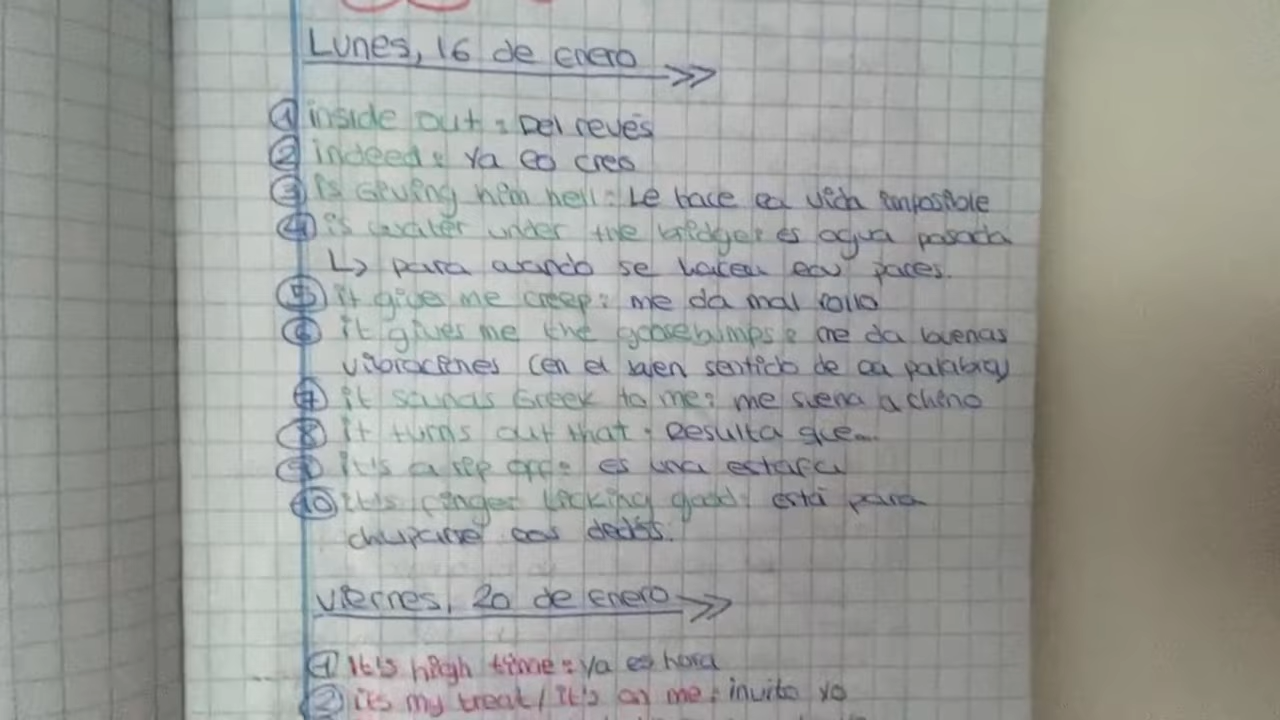 Lunes, 16 de enero
1 inside out: Del revés
2 indeed: ya lo creo
3 is giving him hell: Le hace la vida imposible
4 is water under the bridge: es agua pasada
↳ para cuando se hacen las paces.
5 it gives me creep: me da mal rollo
6 it gives me the goosebumps: me da buenas
vibraciones (en el buen sentido de la palabra)
7 it sounds Greek to me: me suena a chino
8 it turns out that: Resulta que...
9 it's a rip off: es una estafa
10 it's finger licking good: está para
chuparse los dedos.
viernes, 20 de enero
1 it's high time: ya es hora
2 it's my treat / it's on me: invito yo